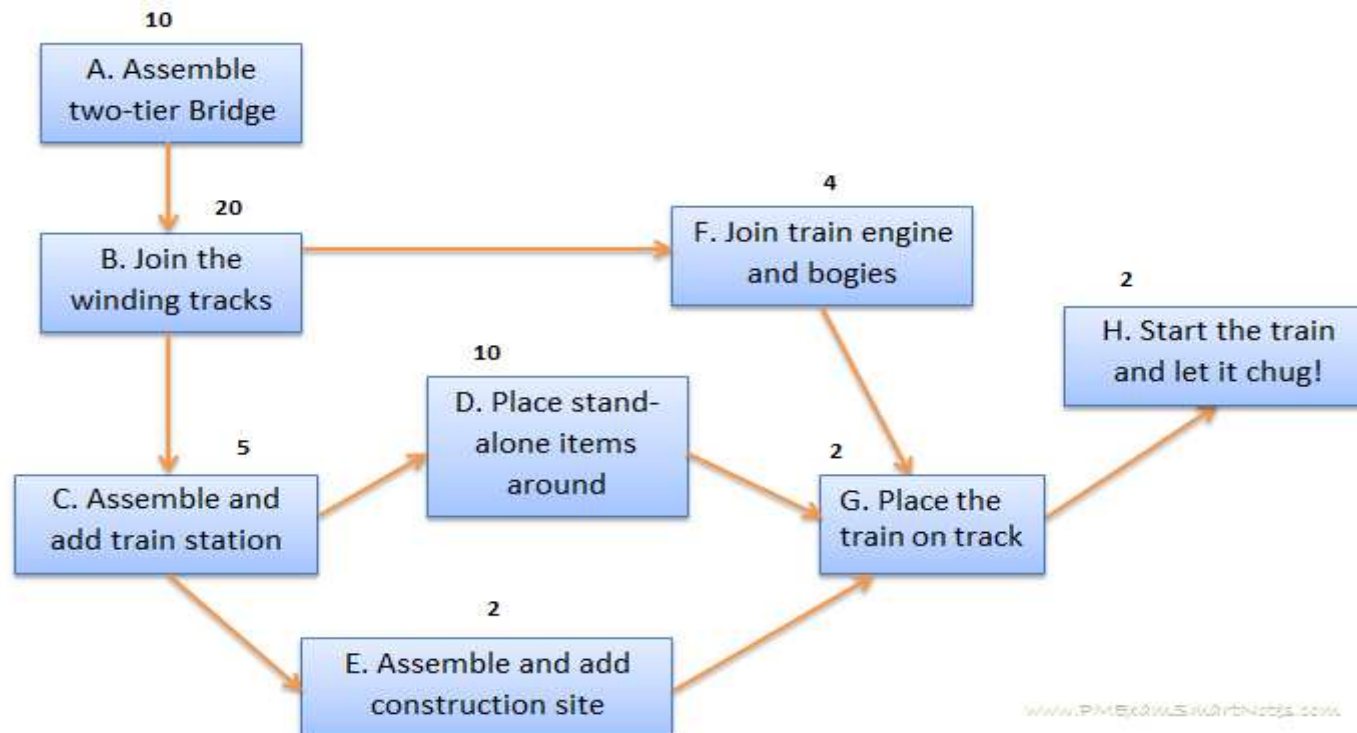 10
A. Assemble
two-tier Bridge
20
B. Join the
winding tracks
4
F. Join train engine
and bogies
2
H. Start the train
and let it chug!
10
D. Place stand-
alone items
around
5
C. Assemble and
add train station
2
G. Place the
train on track
2
E. Assemble and add
construction site